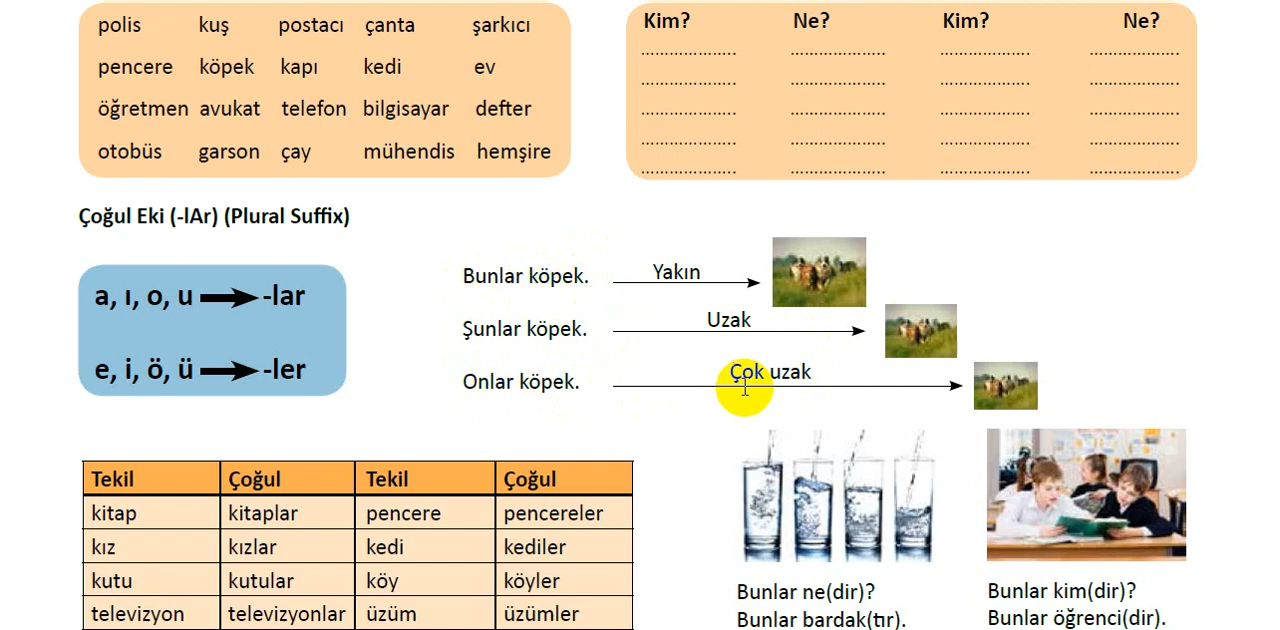 polis kuş postacı çanta şarkıcı
pencere köpek kapı kedi ev
öğretmen avukat telefon bilgisayar defter
otobüs garson çay mühendis hemşire
Kim? Ne? Kim? Ne?
.................. .................. .................. ..................
.................. .................. .................. ..................
.................. .................. .................. ..................
.................. .................. .................. ..................
.................. .................. .................. ..................
Çoğul Eki (-lAr) (Plural Suffix)
a, ı, o, u -lar
e, i, ö, ü -ler
Bunlar köpek. Yakın
Şunlar köpek. Uzak
Onlar köpek. Çok uzak
Tekil Çoğul Tekil Çoğul
kitap kitaplar pencere pencereler
kız kızlar kedi kediler
kutu kutular köy köyler
televizyon televizyonlar üzüm üzümler
Bunlar ne(dir)?
Bunlar bardak(tır).
Bunlar kim(dir)?
Bunlar öğrenci(dir).